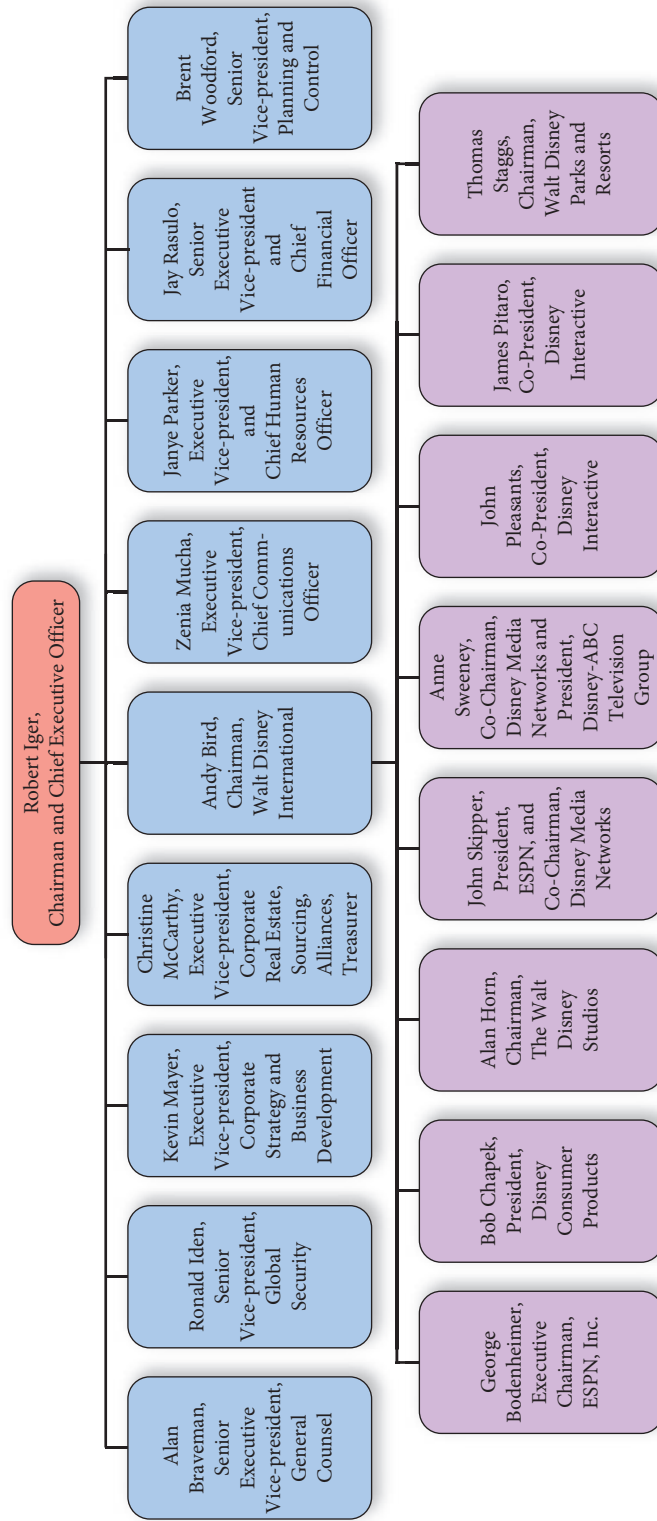 Robert Iger,
Chairman and Chief Executive Officer
Alan
Braveman,
Senior
Executive
Vice-president,
General
Counsel
Ronald Iden,
Senior
Vice-president,
Global
Security
Kevin Mayer,
Executive
Vice-president,
Corporate
Strategy and
Business
Development
Christine
McCarthy,
Executive
Vice-president,
Corporate
Real Estate,
Sourcing,
Alliances,
Treasurer
Andy Bird,
Chairman,
Walt Disney
International
Zenia Mucha,
Executive
Vice-president,
Chief Comm-
unications
Officer
Janye Parker,
Executive
Vice-president,
and
Chief Human
Resources
Officer
Jay Rasulo,
Senior
Executive
Vice-president
and
Chief
Financial
Officer
Brent
Woodford,
Senior
Vice-president,
Planning and
Control
George
Bodenheimer,
Executive
Chairman,
ESPN, Inc.
Bob Chapek,
President,
Disney
Consumer
Products
Alan Horn,
Chairman,
The Walt
Disney
Studios
John Skipper,
President,
ESPN, and
Co-Chairman,
Disney Media
Networks
Anne
Sweeney,
Co-Chairman,
Disney Media
Networks and
President,
Disney-ABC
Television
Group
John
Pleasants,
Co-President,
Disney
Interactive
James Pitaro,
Co-President,
Disney
Interactive
Thomas
Staggs,
Chairman,
Walt Disney
Parks and
Resorts